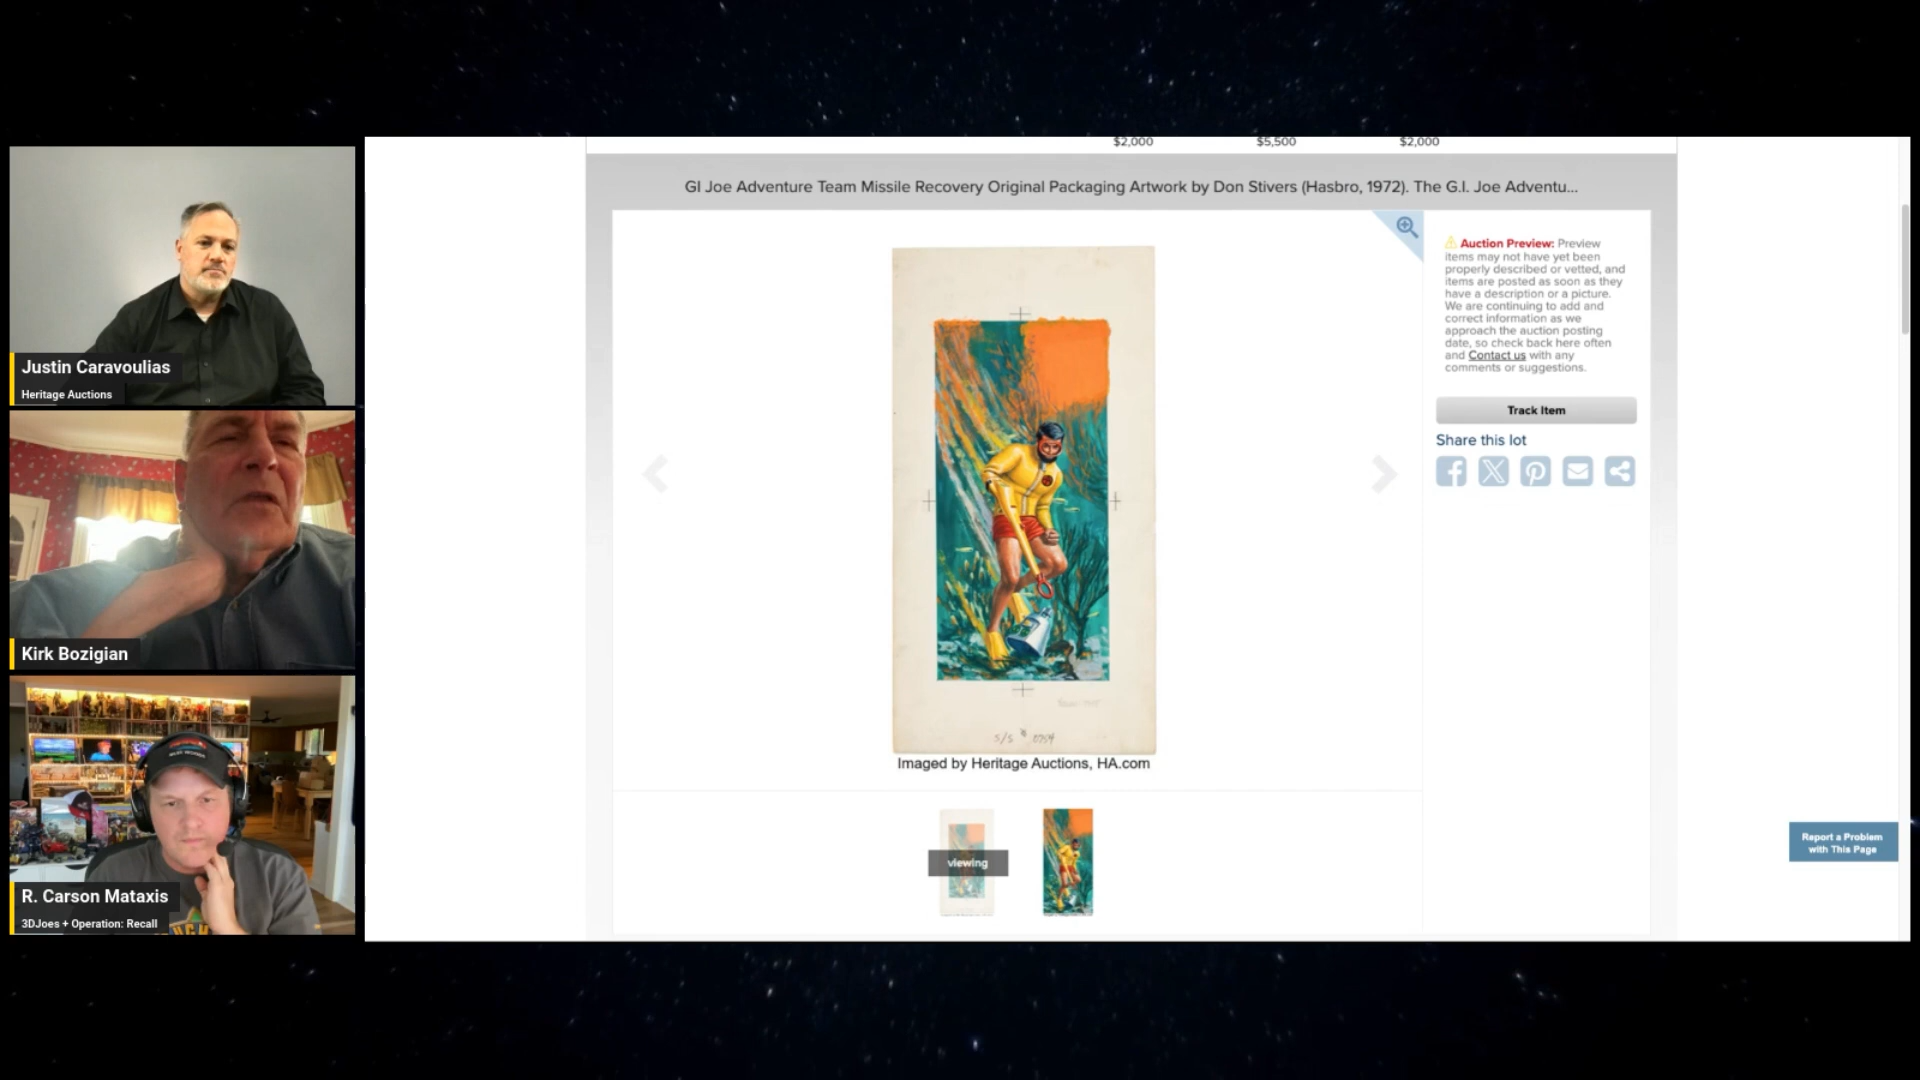 Justin Caravoulias
Heritage Auctions
Kirk Bozigian
R. Carson Mataxis
3DJoes + Operation: Recall
$2,000 $5,500 $2,000
GI Joe Adventure Team Missile Recovery Original Packaging Artwork by Don Stivers (Hasbro, 1972). The G.I. Joe Adventu...
Auction Preview: Preview
items may not have yet been
properly described or vetted, and
items are posted as soon as they
have a description or a picture.
We are continuing to add and
correct information as we
approach the auction posting
date, so check back here often
and Contact us with any
comments or suggestions.
Track Item
Share this lot
S/S
Imaged by Heritage Auctions, HA.com
viewing
Report a Problem
with This Page